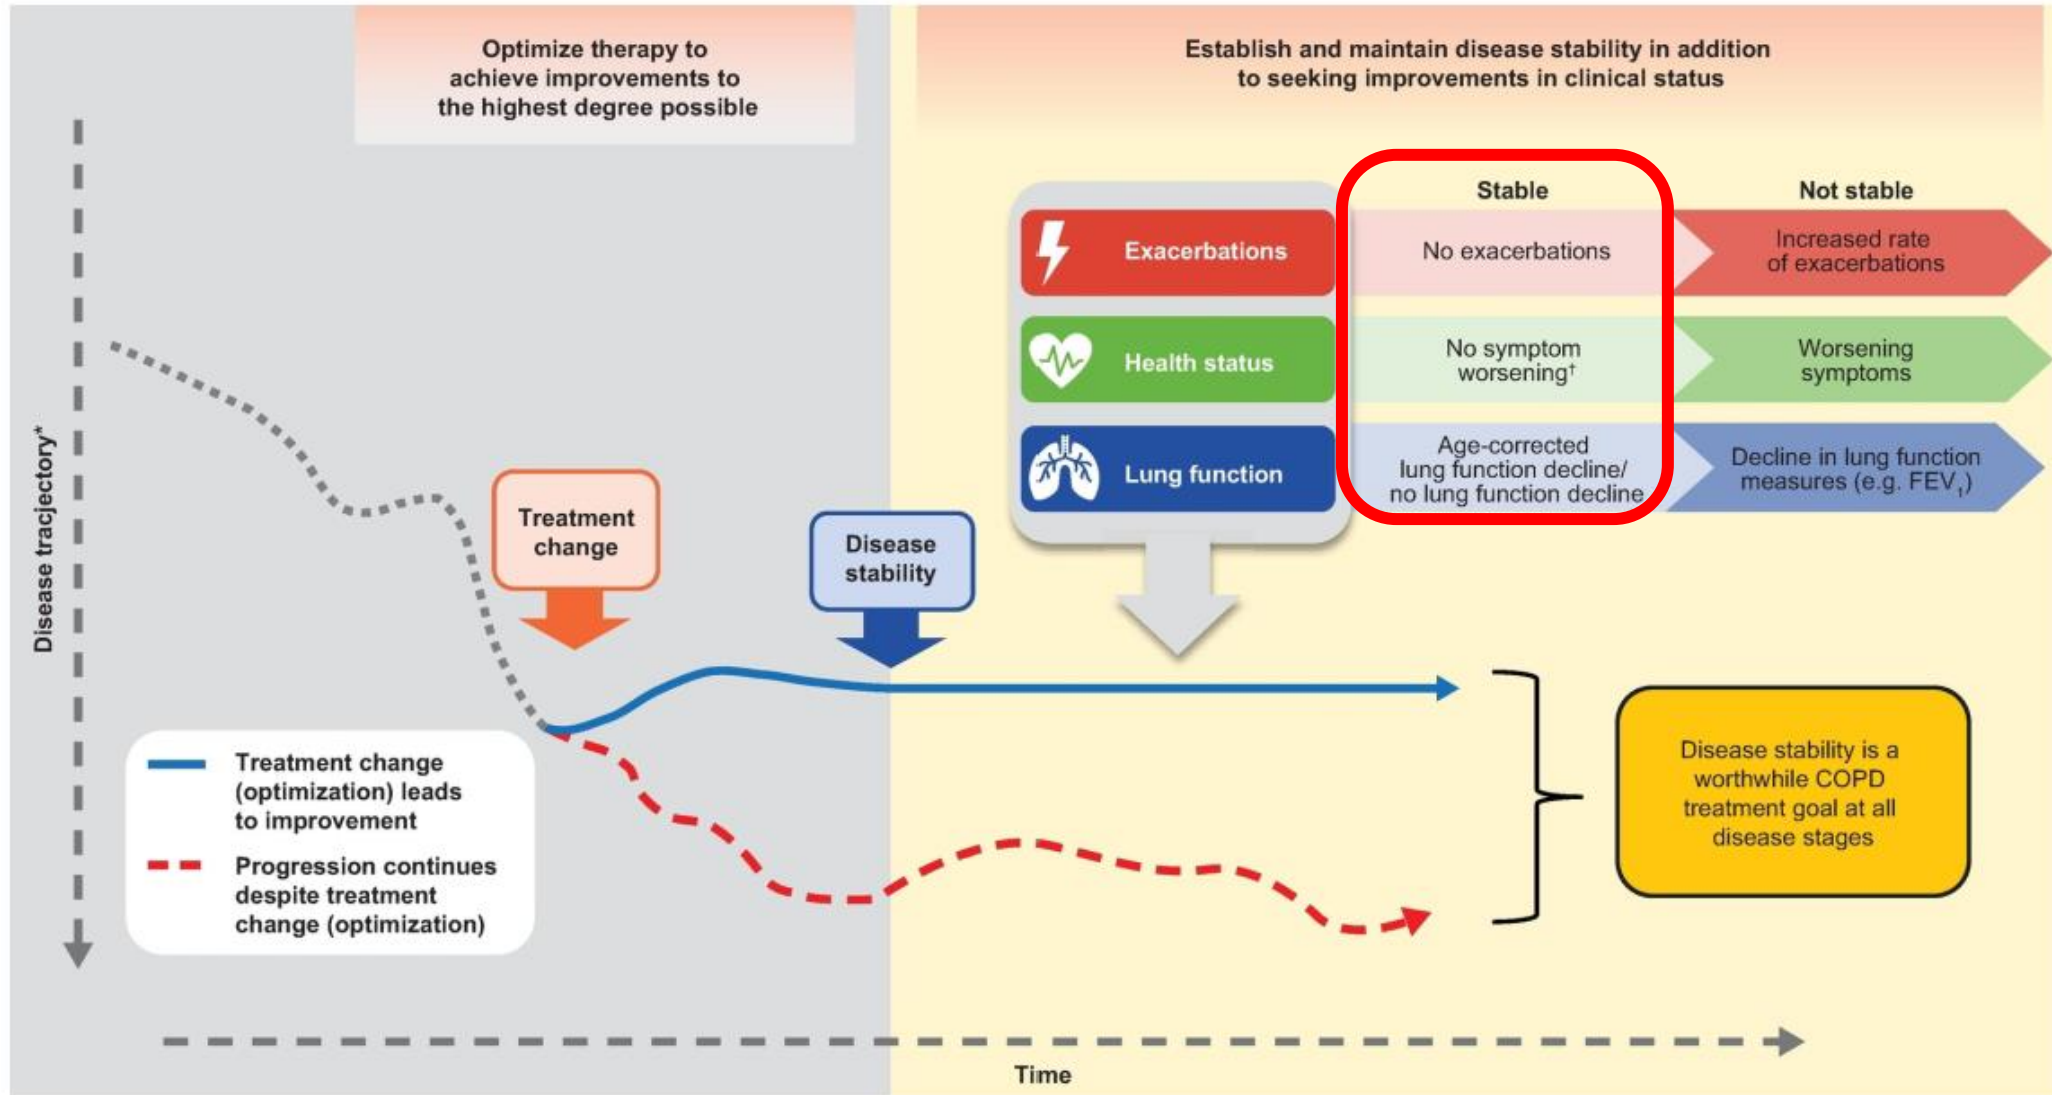 Optimize therapy to
achieve improvements to
the highest degree possible
Establish and maintain disease stability in addition
to seeking improvements in clinical status
Stable
Not stable
Exacerbations
No exacerbations
Increased rate
of exacerbations
Health status
No symptom
worsening†
Worsening
symptoms
Lung function
Age-corrected
lung function decline/
no lung function decline
Decline in lung function
measures (e.g. FEV₁)
Disease tracjectory*
Treatment
change
Disease
stability
Treatment change
(optimization) leads
to improvement
Progression continues
despite treatment
change (optimization)
Disease stability is a
worthwhile COPD
treatment goal at all
disease stages
Time